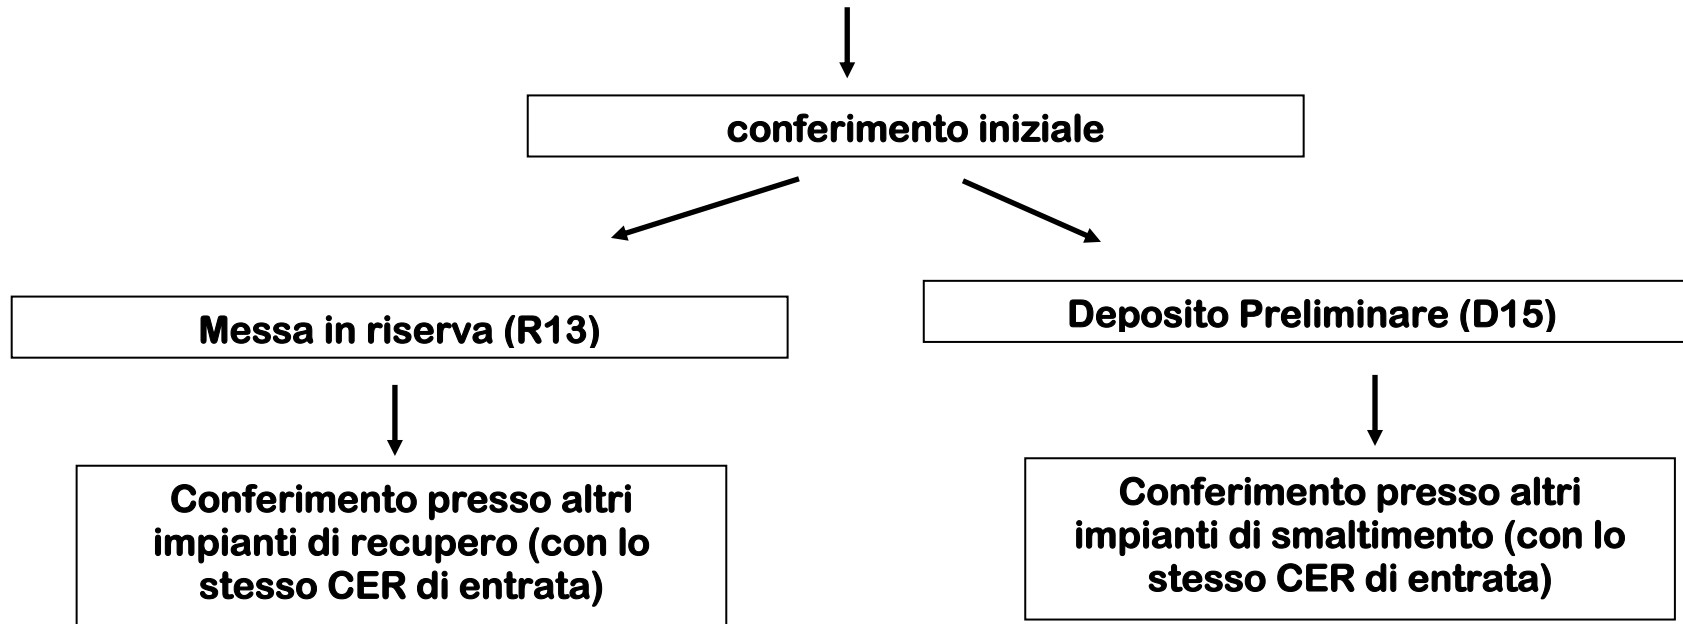 conferimento iniziale
Messa in riserva (R13)
Deposito Preliminare (D15)
Conferimento presso altri
impianti di recupero (con lo
stesso CER di entrata)
Conferimento presso altri
impianti di smaltimento (con lo
stesso CER di entrata)